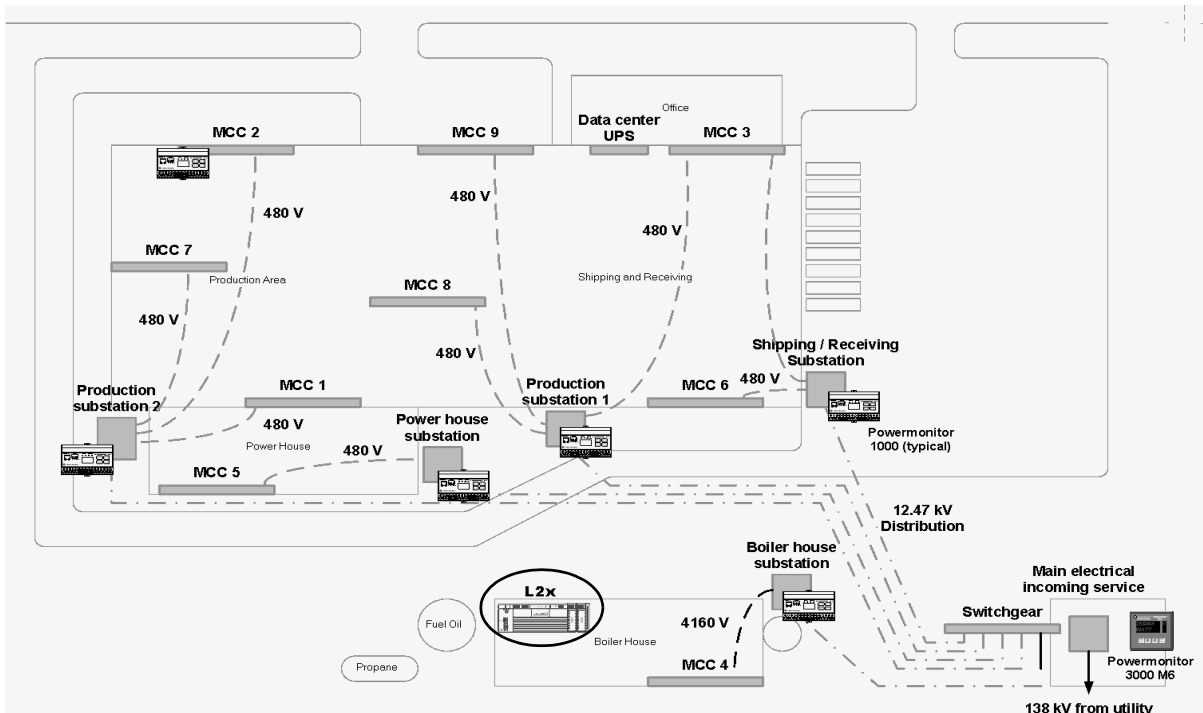 Office
MCC 2
MCC 9
Data center
UPS
MCC 3
480 V
480 V
480 V
MCC 7
Production Area
Shipping and Receiving
MCC 8
480 V
480 V
Shipping / Receiving
Substation
Production
substation 2
MCC 1
Production
substation 1
MCC 6
480 V
480 V
Power House
Power house
substation
Powermonitor
1000 (typical)
480 V
MCC 5
12.47 kV
Distribution
Boiler house
substation
Main electrical
incoming service
L2x
Switchgear
Fuel Oil
4160 V
Boiler House
Propane
MCC 4
Powermonitor
3000 M6
138 kV from utility